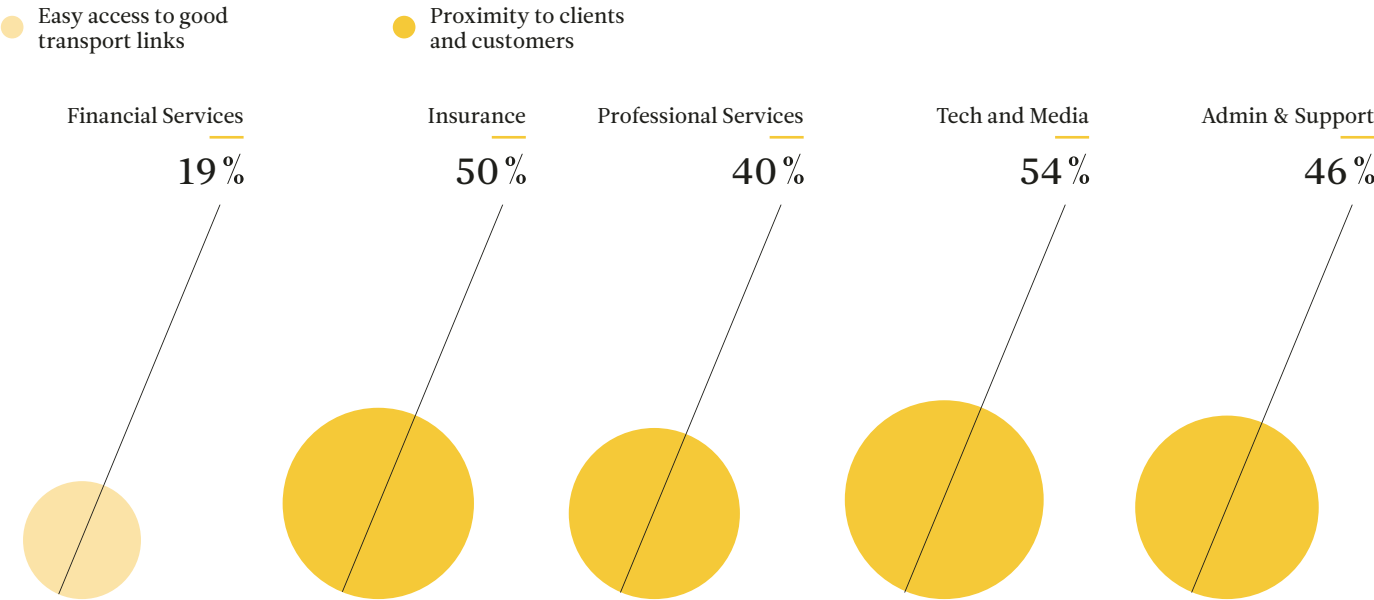 Easy access to good
transport links
Proximity to clients
and customers
Financial Services
19 %
Insurance
50 %
Professional Services
40 %
Tech and Media
54 %
Admin & Support
46 %